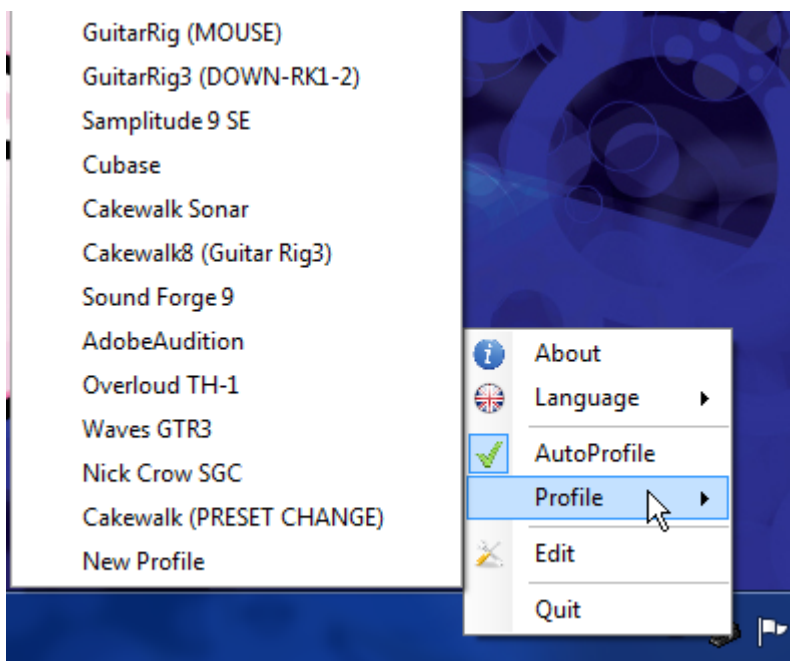 GuitarRig (MOUSE)
GuitarRig3 (DOWN-RK1-2)
Samplitude 9 SE
Cubase
Cakewalk Sonar
Cakewalk8 (Guitar Rig3)
Sound Forge 9
AdobeAudition
Overloud TH-1
Waves GTR3
Nick Crow SGC
Cakewalk (PRESET CHANGE)
New Profile
About
Language
AutoProfile
Profile
Edit
Quit